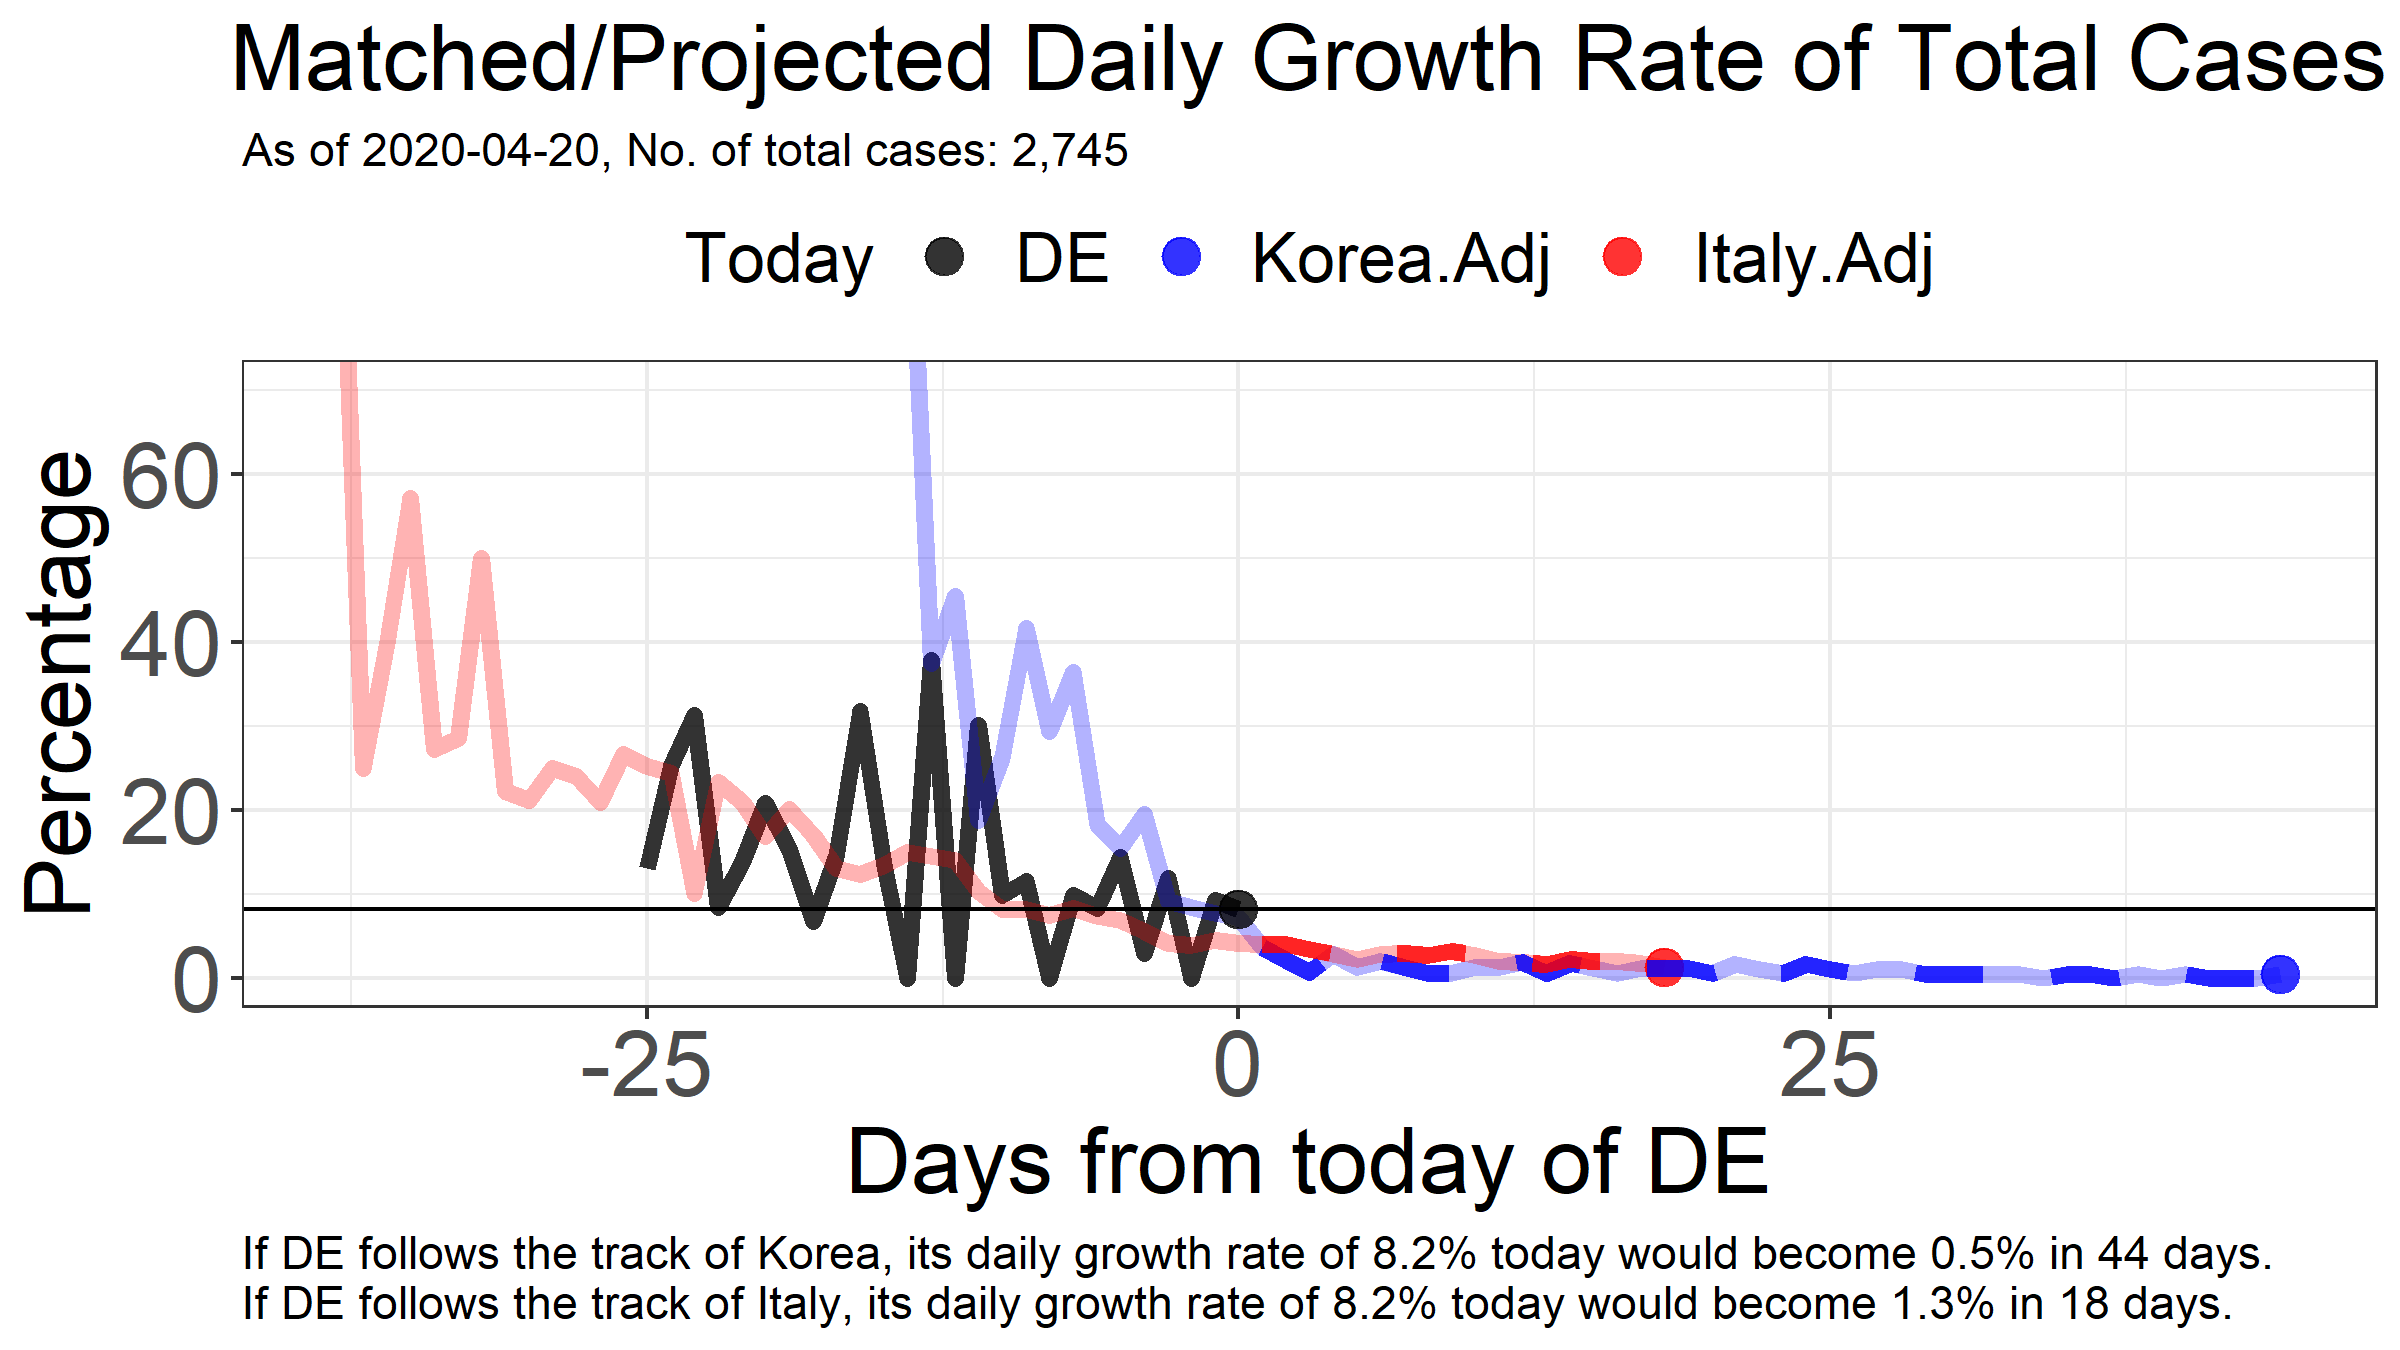 Matched/Projected Daily Growth Rate of Total Cases
As of 2020-04-20, No. of total cases: 2,745
Today DE Korea.Adj Italy.Adj
Percentage
60
40
20
0
-25 0 25
Days from today of DE
If DE follows the track of Korea, its daily growth rate of 8.2% today would become 0.5% in 44 days.
If DE follows the track of Italy, its daily growth rate of 8.2% today would become 1.3% in 18 days.